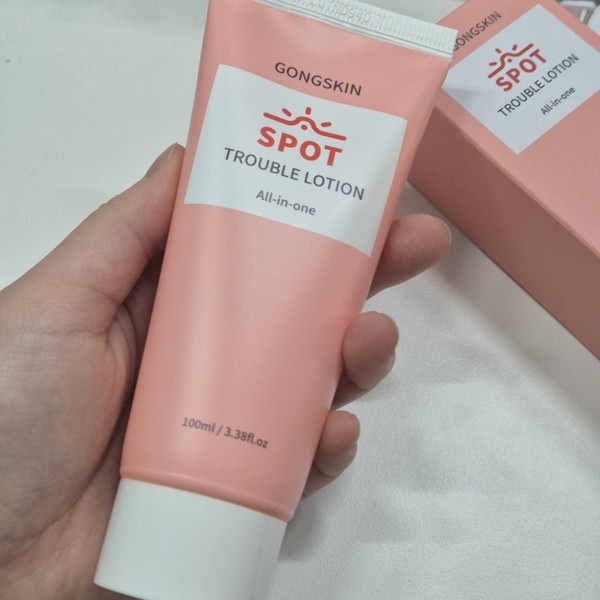 GONGSKIN
SPOT
TROUBLE LOTION
All-in-one
100ml / 3.38fl.oz
GONGSKIN
SPOT
TROUBLE LOTION
All-in-one